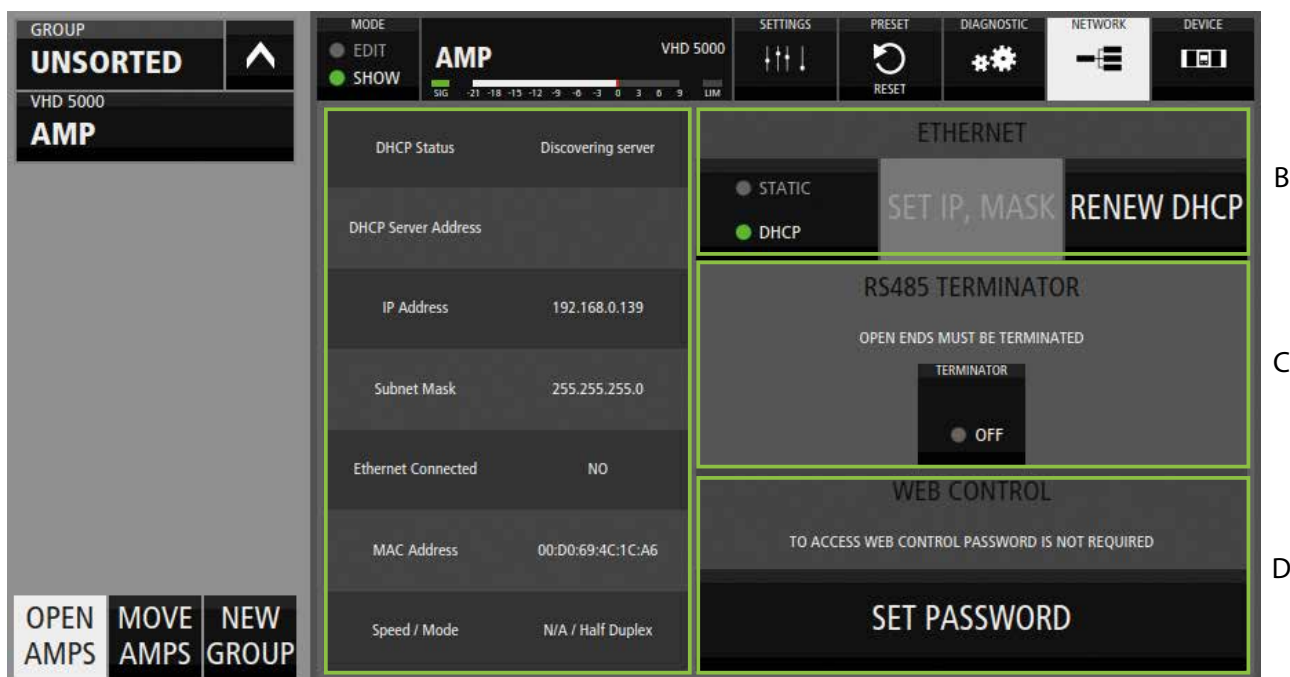 GROUP
UNSORTED
VHD 5000
AMP
OPEN AMPS
MOVE AMPS
NEW GROUP
MODE
EDIT
SHOW
AMP
VHD 5000
SIG -21 -18 -15 -12 -9 -6 -3 0 3 6 9 LIM
SETTINGS
PRESET
RESET
DIAGNOSTIC
NETWORK
DEVICE
DHCP Status Discovering server
DHCP Server Address
IP Address 192.168.0.139
Subnet Mask 255.255.255.0
Ethernet Connected NO
MAC Address 00:D0:69:4C:1C:A6
Speed / Mode N/A / Half Duplex
ETHERNET
STATIC
DHCP
SET IP, MASK
RENEW DHCP
B
RS485 TERMINATOR
OPEN ENDS MUST BE TERMINATED
TERMINATOR
OFF
C
WEB CONTROL
TO ACCESS WEB CONTROL PASSWORD IS NOT REQUIRED
SET PASSWORD
D